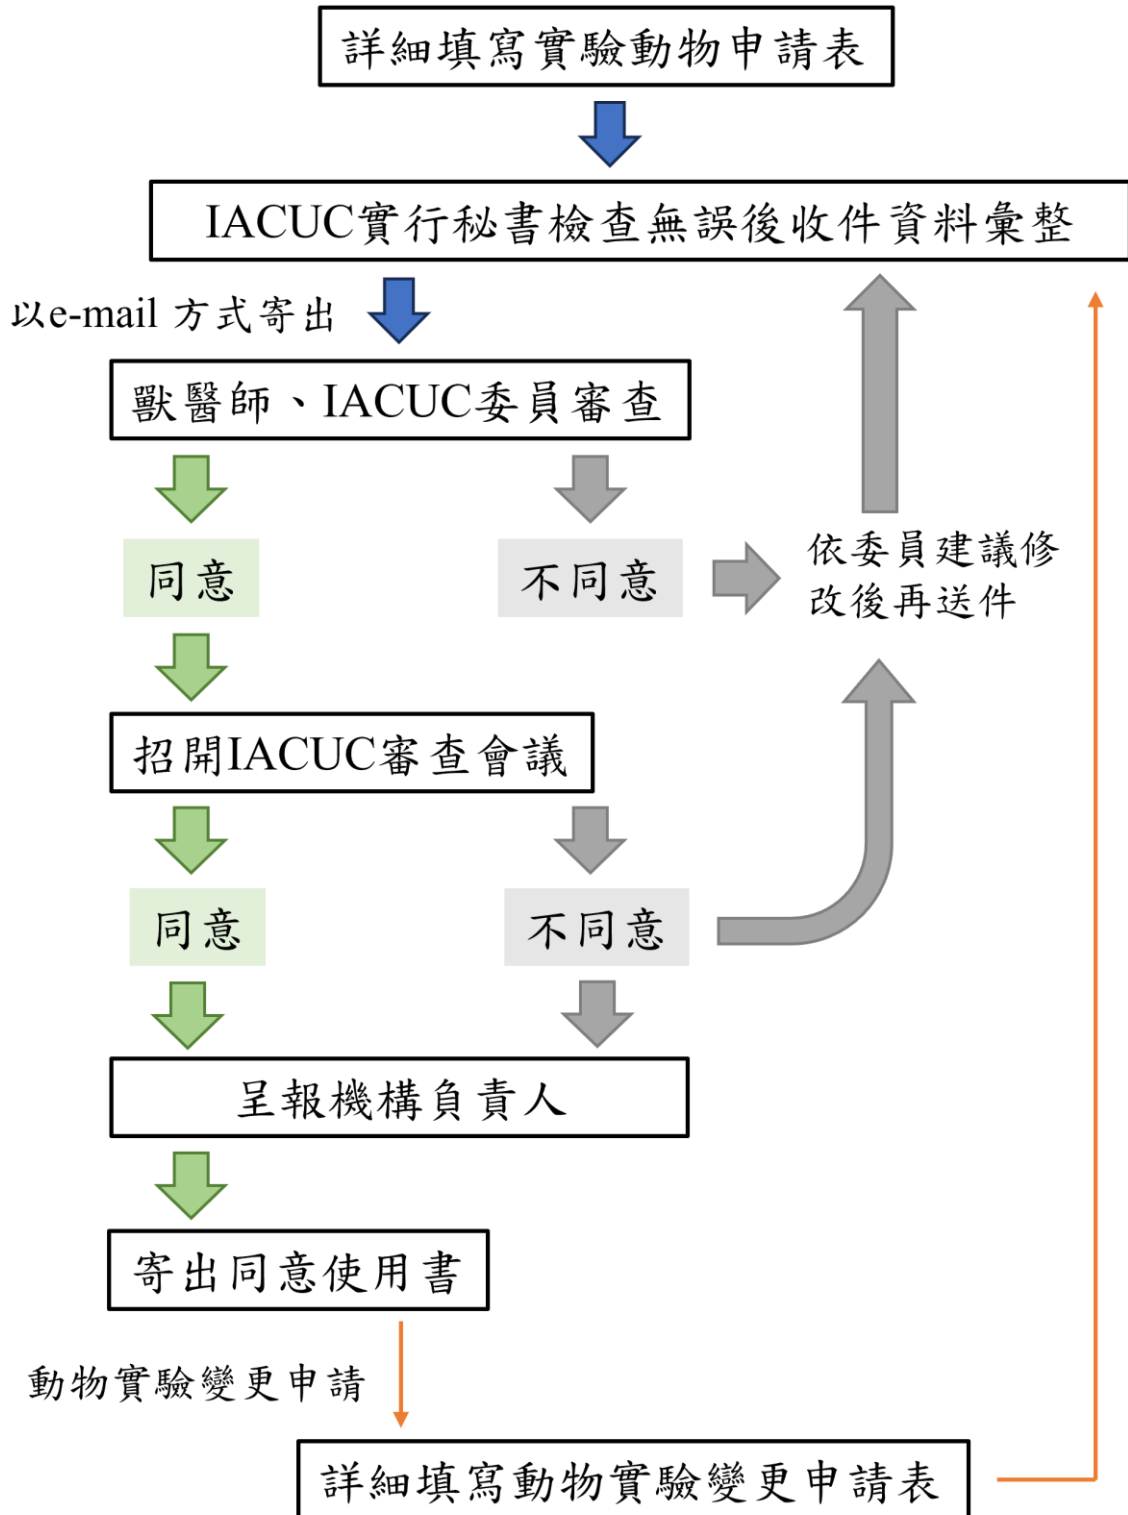 詳細填寫實驗動物申請表
IACUC實行秘書檢查無誤後收件資料彙整
以e-mail 方式寄出
獸醫師、IACUC委員審查
同意
不同意
依委員建議修
改後再送件
招開IACUC審查會議
同意
不同意
呈報機構負責人
寄出同意使用書
動物實驗變更申請
詳細填寫動物實驗變更申請表